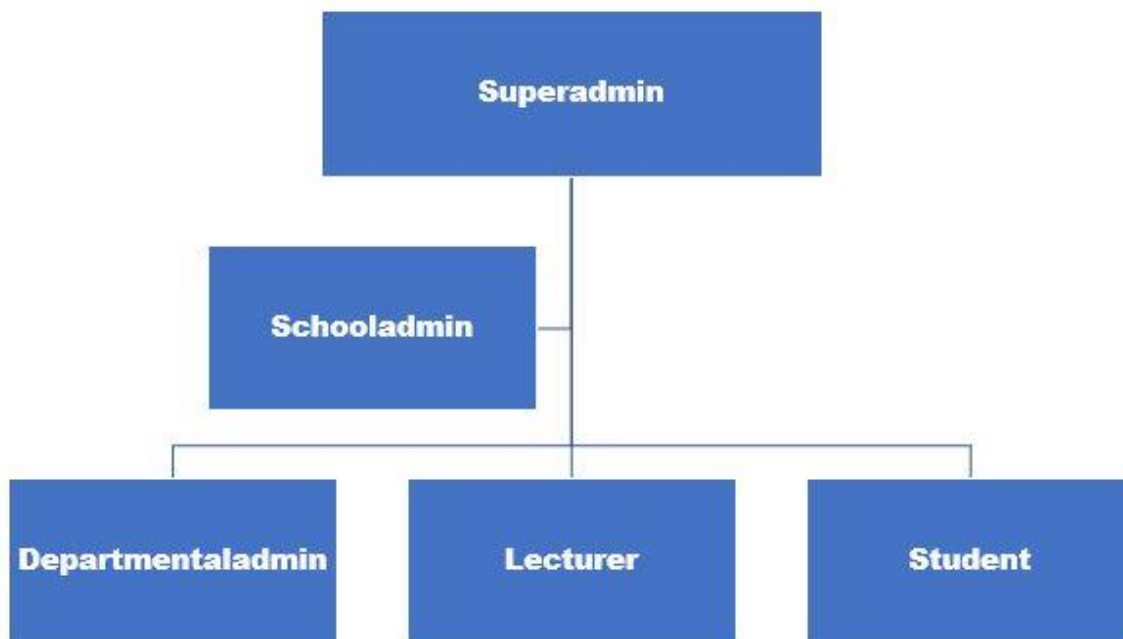 Superadmin
Schooladmin
Departmentaladmin
Lecturer
Student